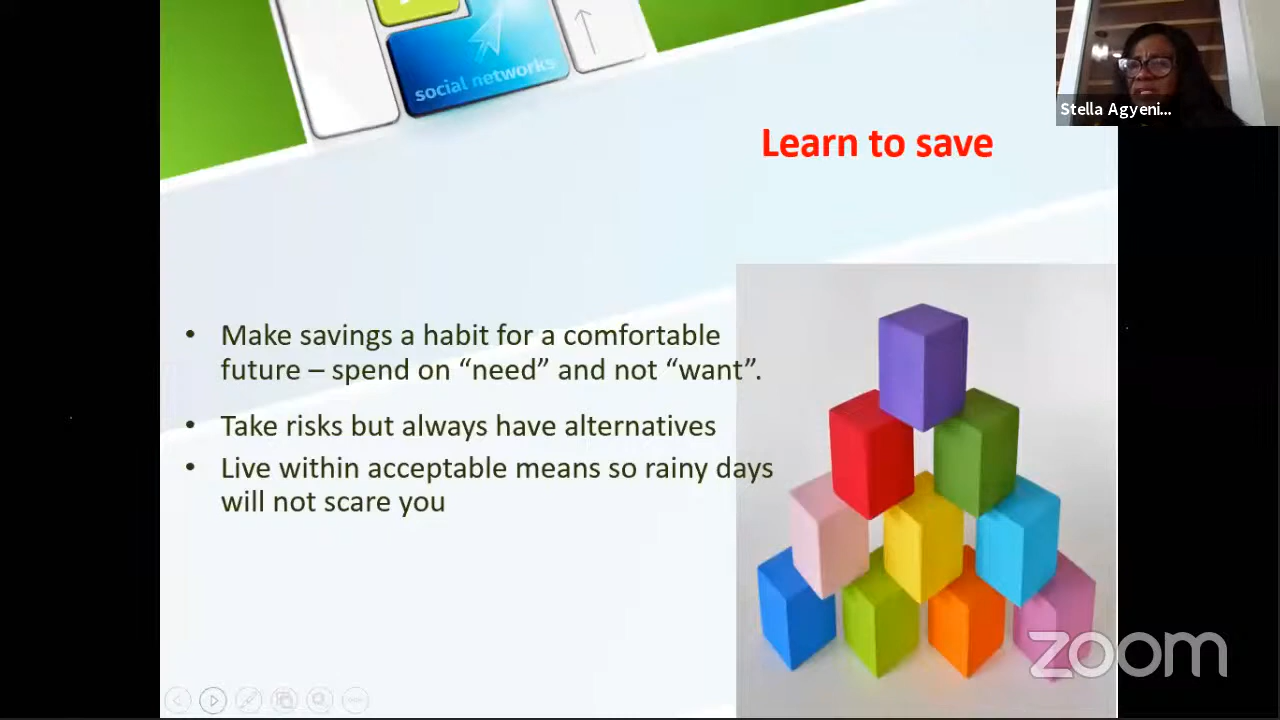 social networks
Stella Agyeni...
Learn to save
• Make savings a habit for a comfortable
future – spend on “need” and not “want”.
• Take risks but always have alternatives
• Live within acceptable means so rainy days
will not scare you
zoom